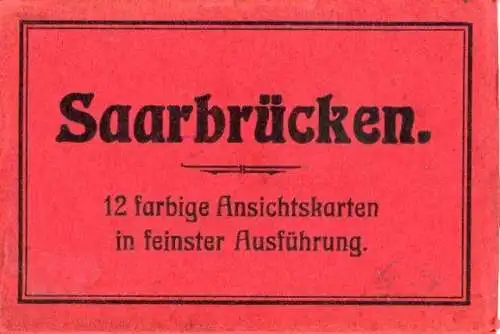 Saarbrücken.
12 farbige Ansichtskarten
in feinster Ausführung.